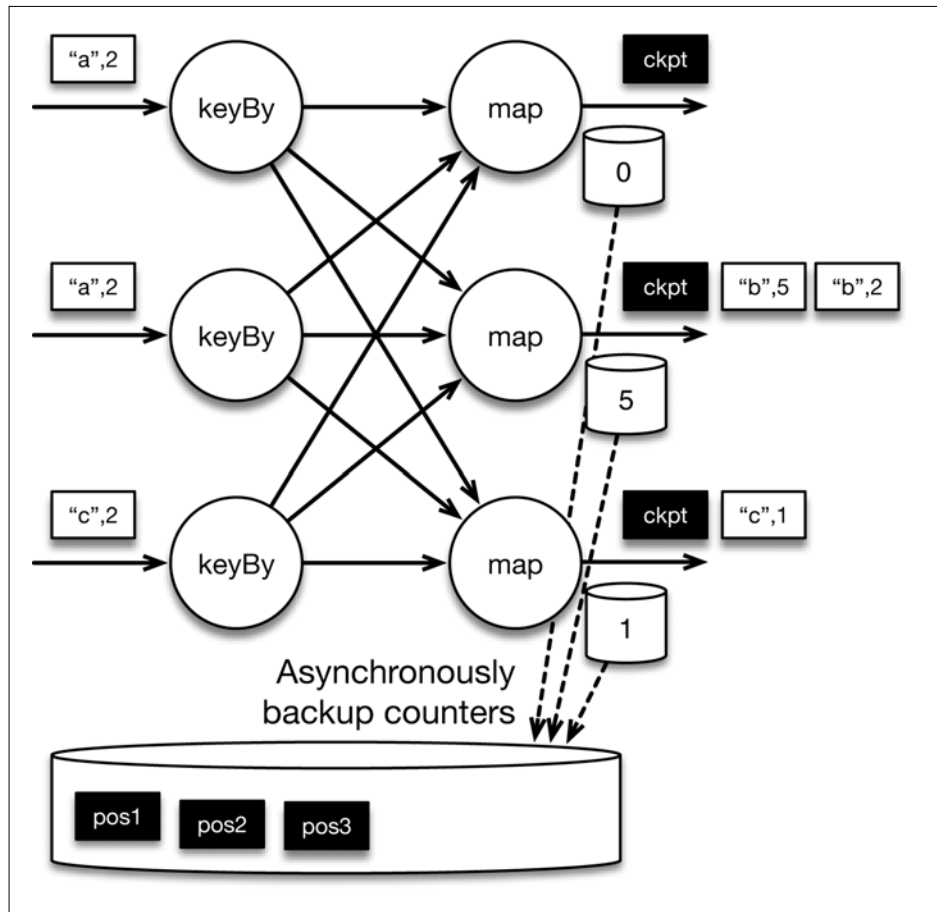 “a”,2
ckpt
keyBy
map
0
“a”,2
ckpt
“b”,5
“b”,2
keyBy
map
5
“c”,2
ckpt
“c”,1
keyBy
map
1
Asynchronously
backup counters
pos1
pos2
pos3